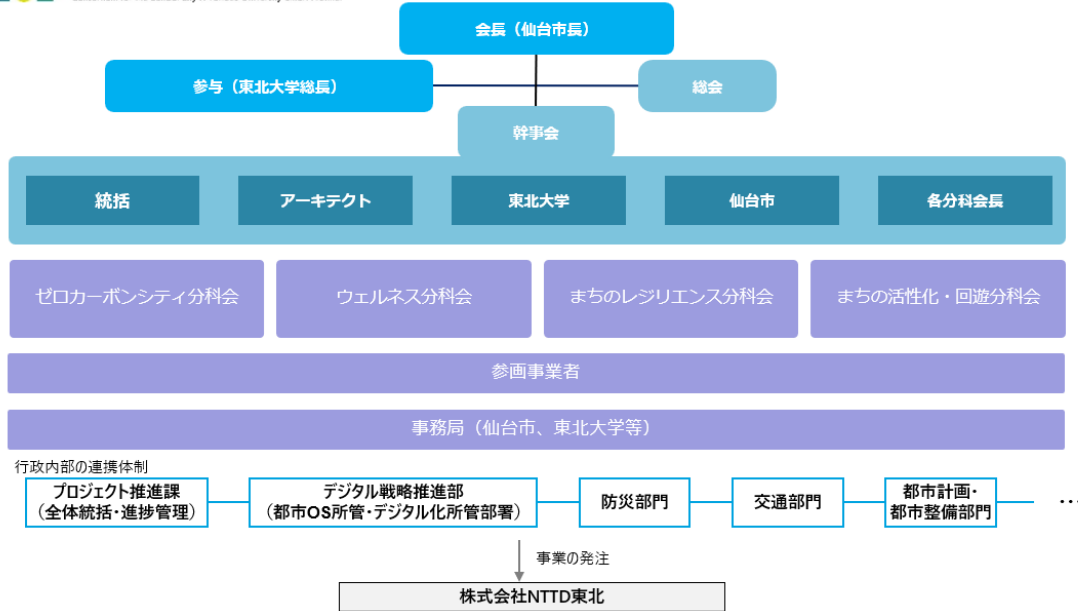 会長（仙台市長）
参与（東北大学総長）
総会
幹事会
統括
アーキテクト
東北大学
仙台市
各分科会長
ゼロカーボンシティ分科会
ウェルネス分科会
まちのレジリエンス分科会
まちの活性化・回遊分科会
参画事業者
事務局（仙台市、東北大学等）
行政内部の連携体制
プロジェクト推進課
（全体統括・進捗管理）
デジタル戦略推進部
（都市OS所管・デジタル化所管部署）
防災部門
交通部門
都市計画・
都市整備部門
…
事業の発注
株式会社NTTD東北